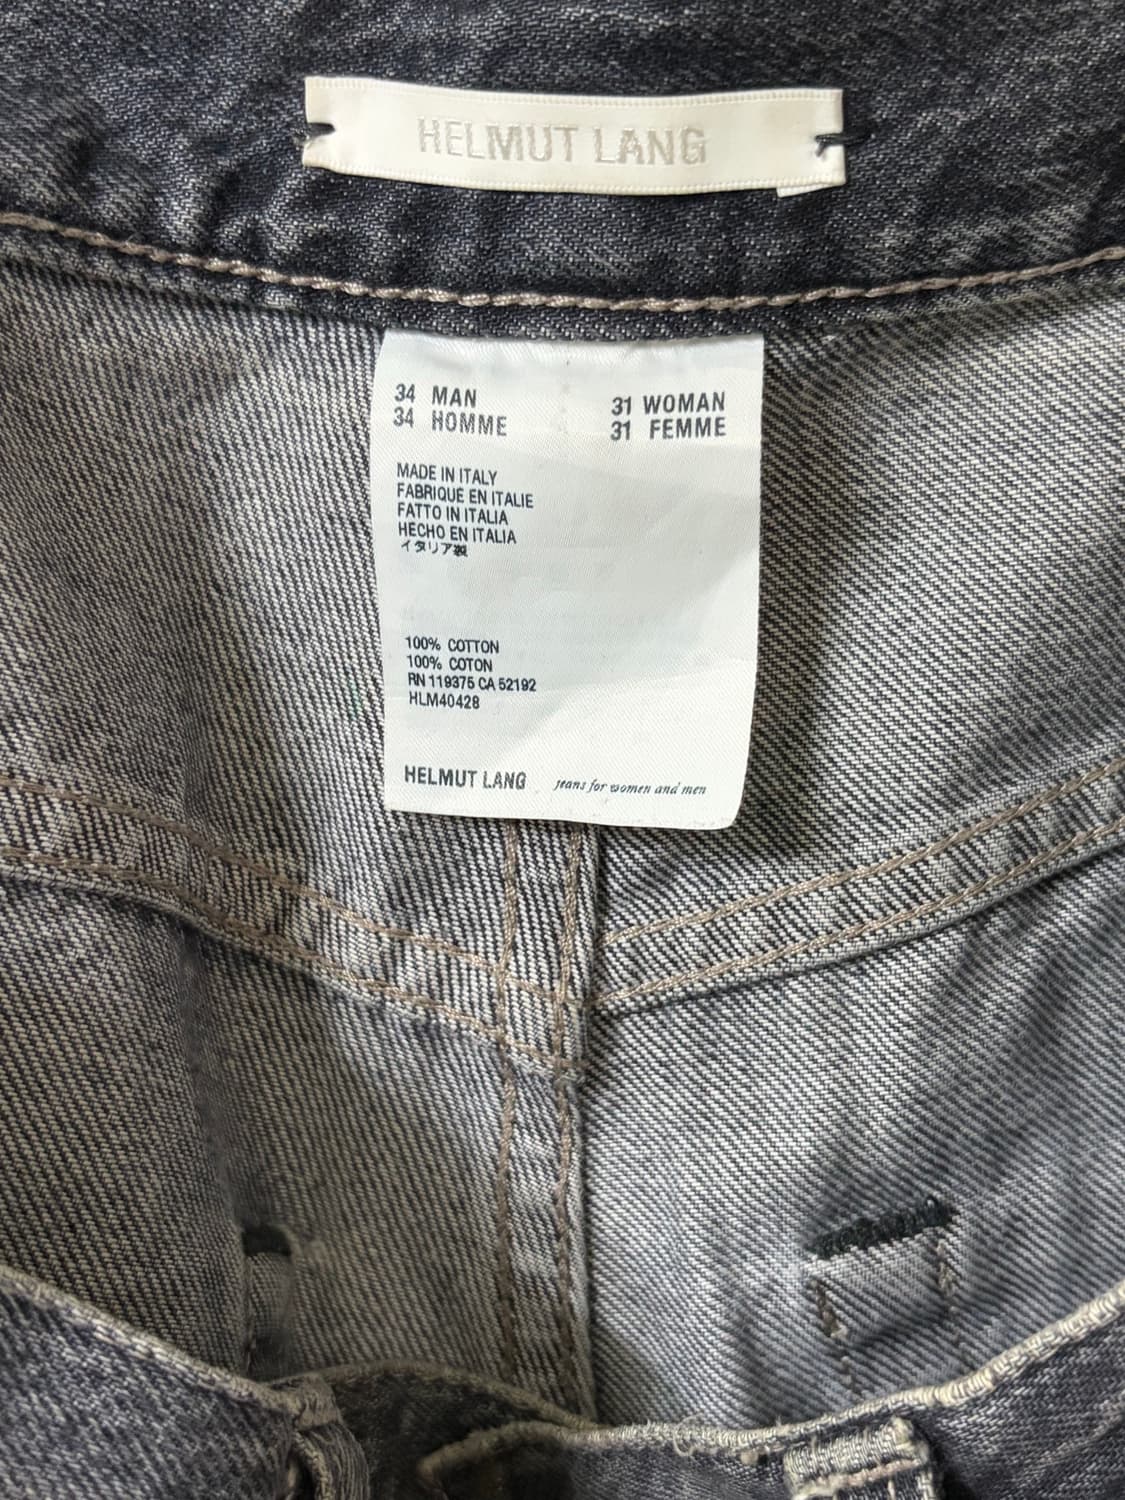 HELMUT LANG
34 MAN
34 HOMME
31 WOMAN
31 FEMME
MADE IN ITALY
FABRIQUE EN ITALIE
FATTO IN ITALIA
HECHO EN ITALIA
イタリア製
100% COTTON
100% COTON
RN 119375 CA 52192
HLM40428
HELMUT LANG jeans for women and men